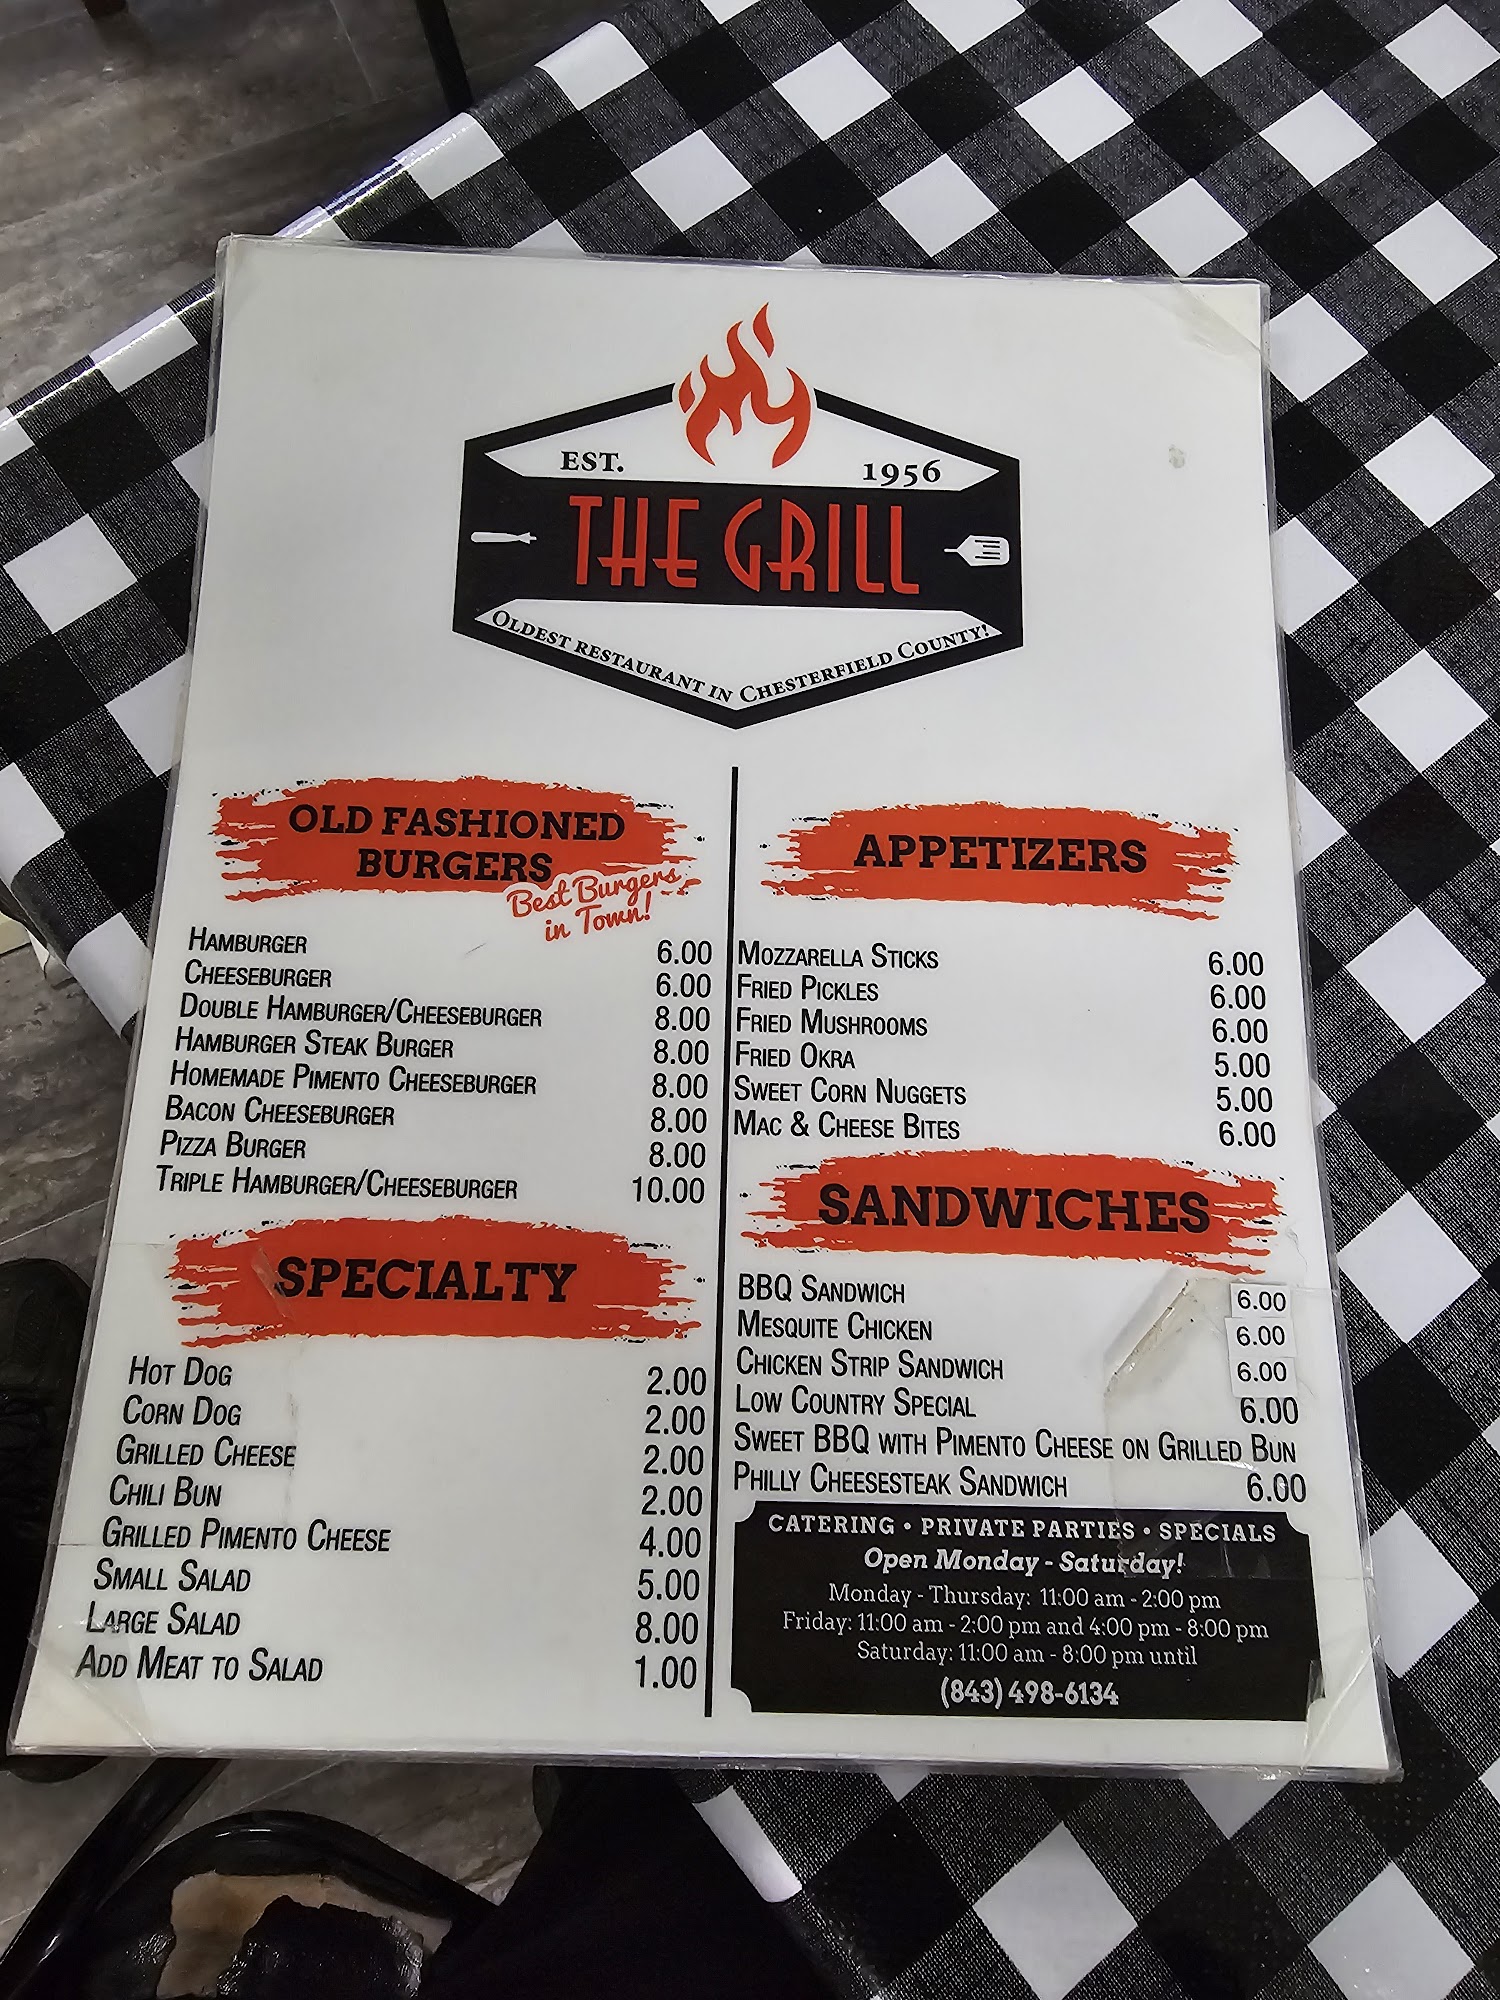 EST. 1956
THE GRILL
OLDEST RESTAURANT IN CHESTERFIELD COUNTY!
OLD FASHIONED
BURGERS
Best Burgers
in Town!
HAMBURGER 6.00
CHEESEBURGER 6.00
DOUBLE HAMBURGER/CHEESEBURGER 8.00
HAMBURGER STEAK BURGER 8.00
HOMEMADE PIMENTO CHEESEBURGER 8.00
BACON CHEESEBURGER 8.00
PIZZA BURGER 8.00
TRIPLE HAMBURGER/CHEESEBURGER 10.00
SPECIALTY
HOT DOG 2.00
CORN DOG 2.00
GRILLED CHEESE 2.00
CHILI BUN 2.00
GRILLED PIMENTO CHEESE 4.00
SMALL SALAD 5.00
LARGE SALAD 8.00
ADD MEAT TO SALAD 1.00
APPETIZERS
MOZZARELLA STICKS 6.00
FRIED PICKLES 6.00
FRIED MUSHROOMS 6.00
FRIED OKRA 5.00
SWEET CORN NUGGETS 5.00
MAC & CHEESE BITES 6.00
SANDWICHES
BBQ SANDWICH 6.00
MESQUITE CHICKEN 6.00
CHICKEN STRIP SANDWICH 6.00
LOW COUNTRY SPECIAL 6.00
SWEET BBQ WITH PIMENTO CHEESE ON GRILLED BUN
PHILLY CHEESESTEAK SANDWICH 6.00
CATERING • PRIVATE PARTIES • SPECIALS
Open Monday - Saturday!
Monday - Thursday: 11:00 am - 2:00 pm
Friday: 11:00 am - 2:00 pm and 4:00 pm - 8:00 pm
Saturday: 11:00 am - 8:00 pm until
(843) 498-6134